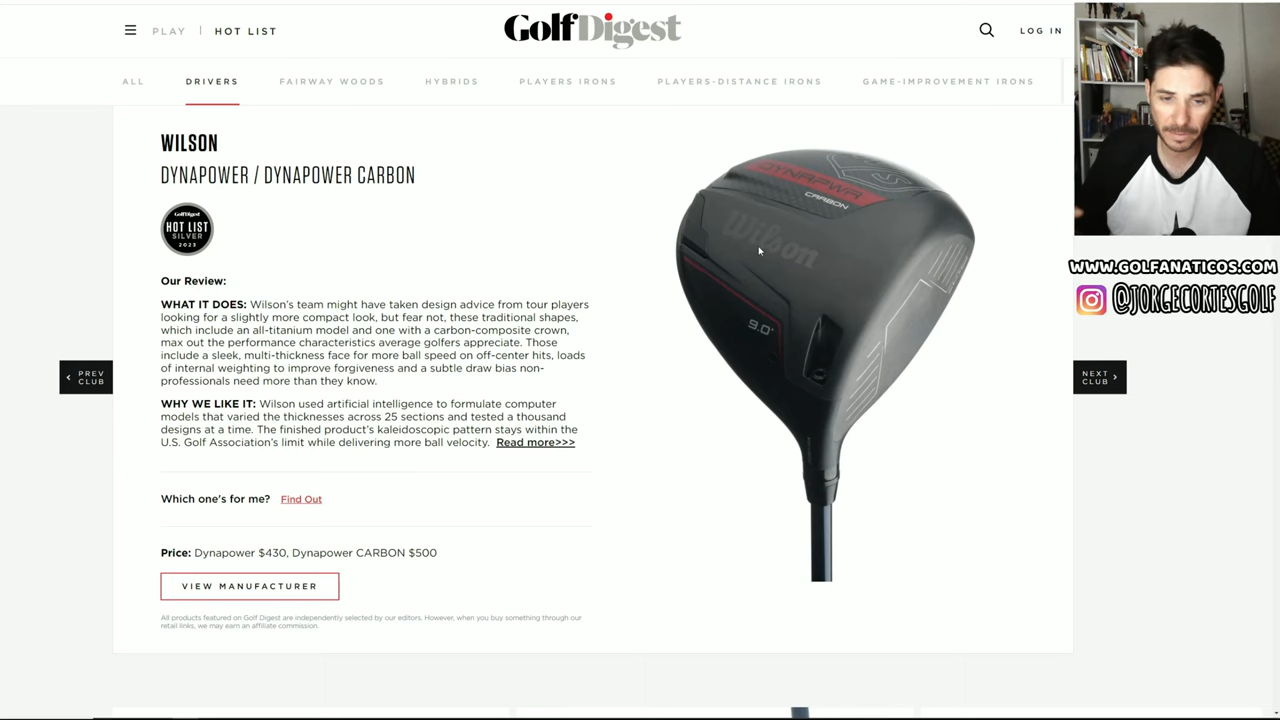 PLAY | HOT LIST
GolfDigest
LOG IN
ALL
DRIVERS
FAIRWAY WOODS
HYBRIDS
PLAYERS IRONS
PLAYERS-DISTANCE IRONS
GAME-IMPROVEMENT IRONS
WILSON
DYNAPOWER / DYNAPOWER CARBON
GolfDigest
HOT LIST
SILVER
2023
Our Review:
WHAT IT DOES: Wilson's team might have taken design advice from tour players
looking for a slightly more compact look, but fear not, these traditional shapes,
which include an all-titanium model and one with a carbon-composite crown,
max out the performance characteristics average golfers appreciate. Those
include a sleek, multi-thickness face for more ball speed on off-center hits, loads
of internal weighting to improve forgiveness and a subtle draw bias non-
professionals need more than they know.
WHY WE LIKE IT: Wilson used artificial intelligence to formulate computer
models that varied the thicknesses across 25 sections and tested a thousand
designs at a time. The finished product's kaleidoscopic pattern stays within the
U.S. Golf Association's limit while delivering more ball velocity. Read more>>>
Which one's for me? Find Out
Price: Dynapower $430, Dynapower CARBON $500
VIEW MANUFACTURER
All products featured on Golf Digest are independently selected by our editors. However, when you buy something through our
retail links, we may earn an affiliate commission.
PREV
CLUB
NEXT
CLUB
DYNAPWR
CARBON
Wilson
9.0°
WWW.GOLFANATICOS.COM
@JORGECORTESGOLF